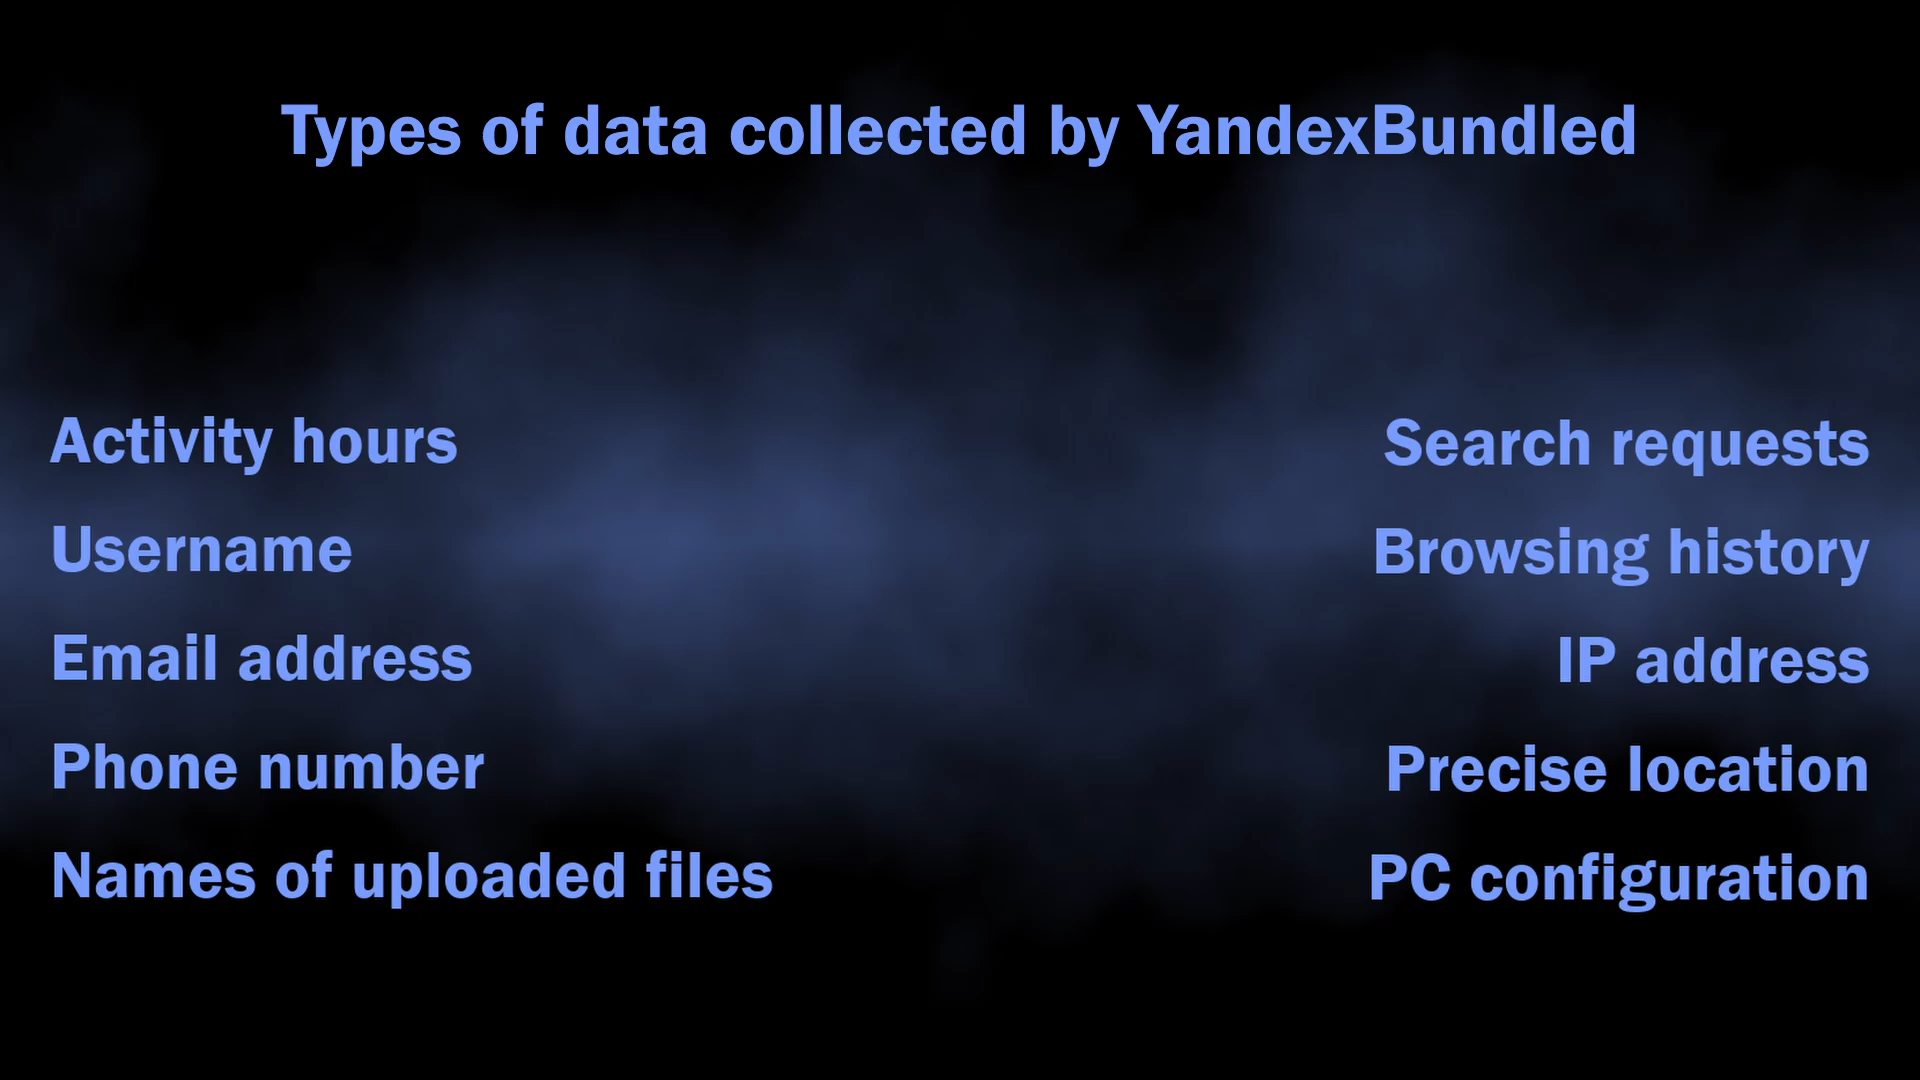 Types of data collected by YandexBundled
Activity hours
Username
Email address
Phone number
Names of uploaded files
Search requests
Browsing history
IP address
Precise location
PC configuration